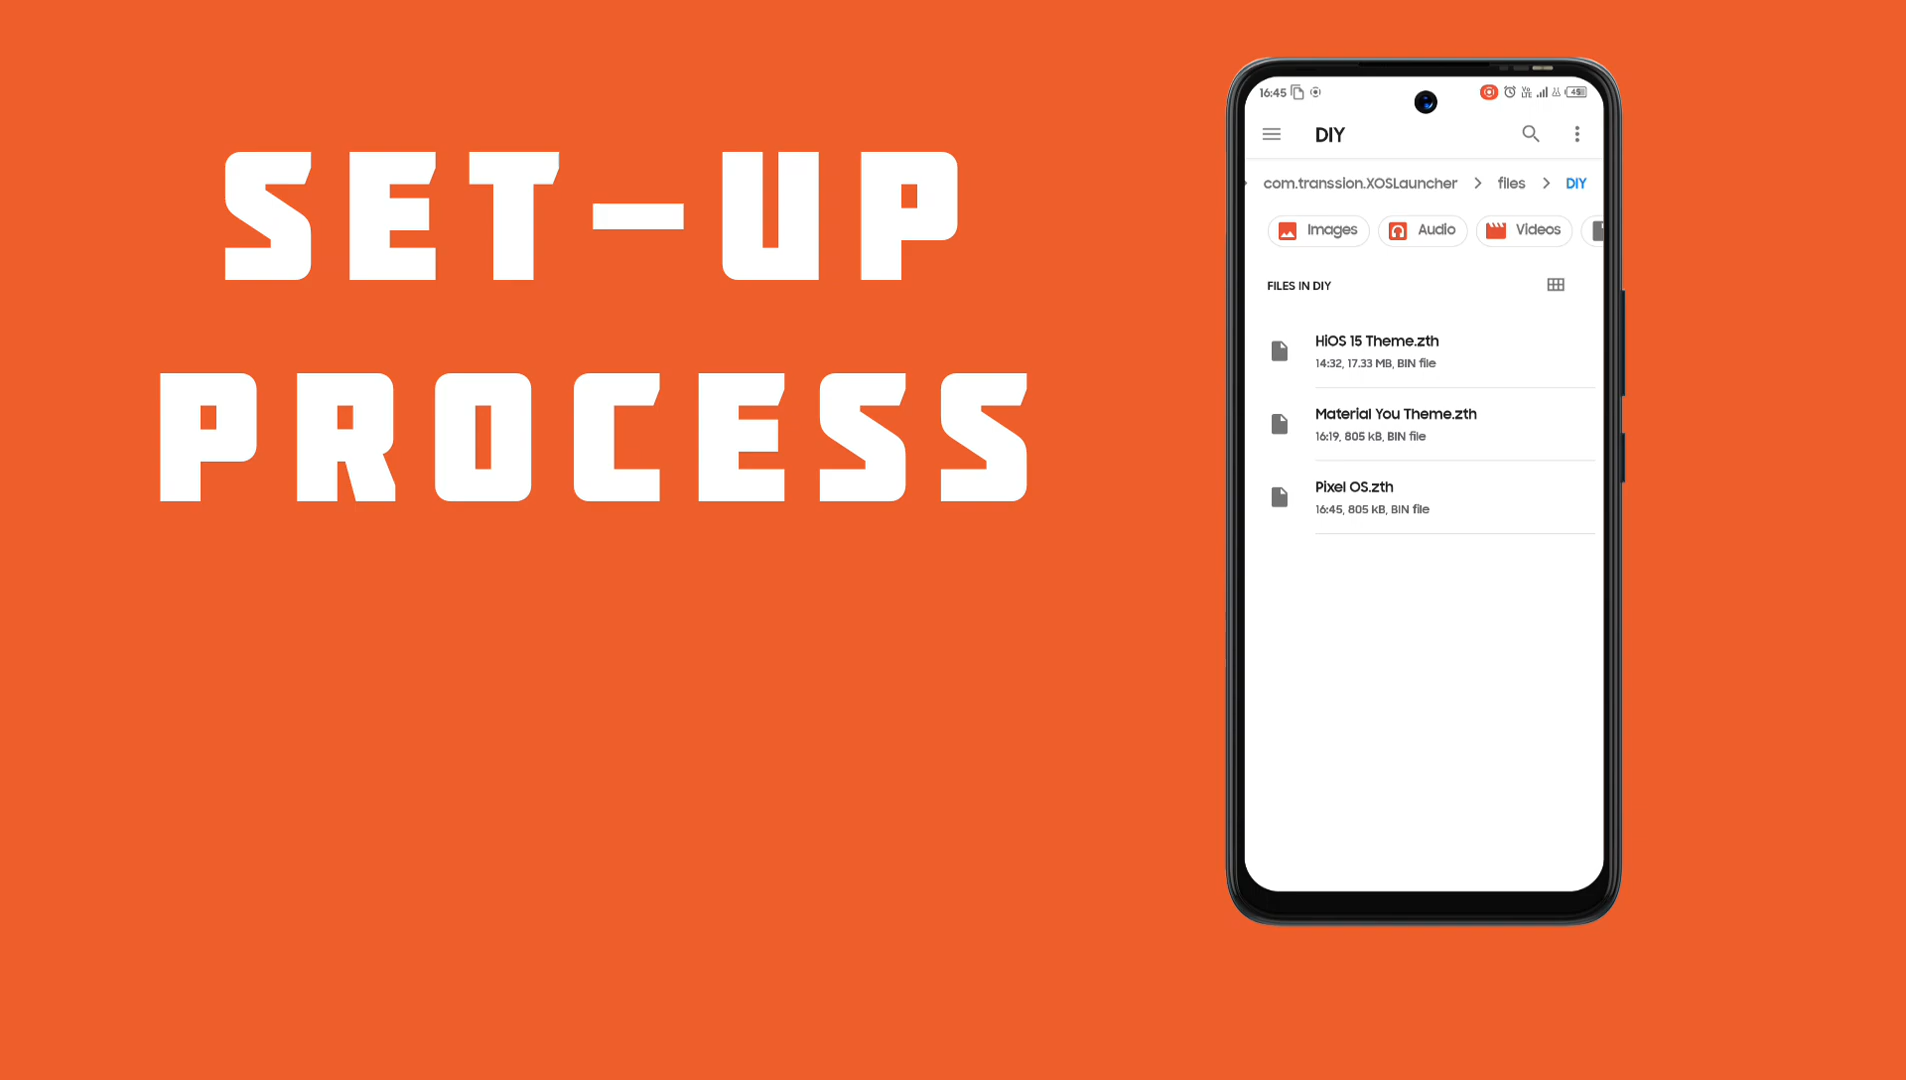 SET-UP
PROCESS
16:45
DIY
com.transsion.XOSLauncher > files > DIY
Images Audio Videos
FILES IN DIY
HiOS 15 Theme.zth
14:32, 17.33 MB, BIN file
Material You Theme.zth
16:19, 805 kB, BIN file
Pixel OS.zth
16:45, 805 kB, BIN file